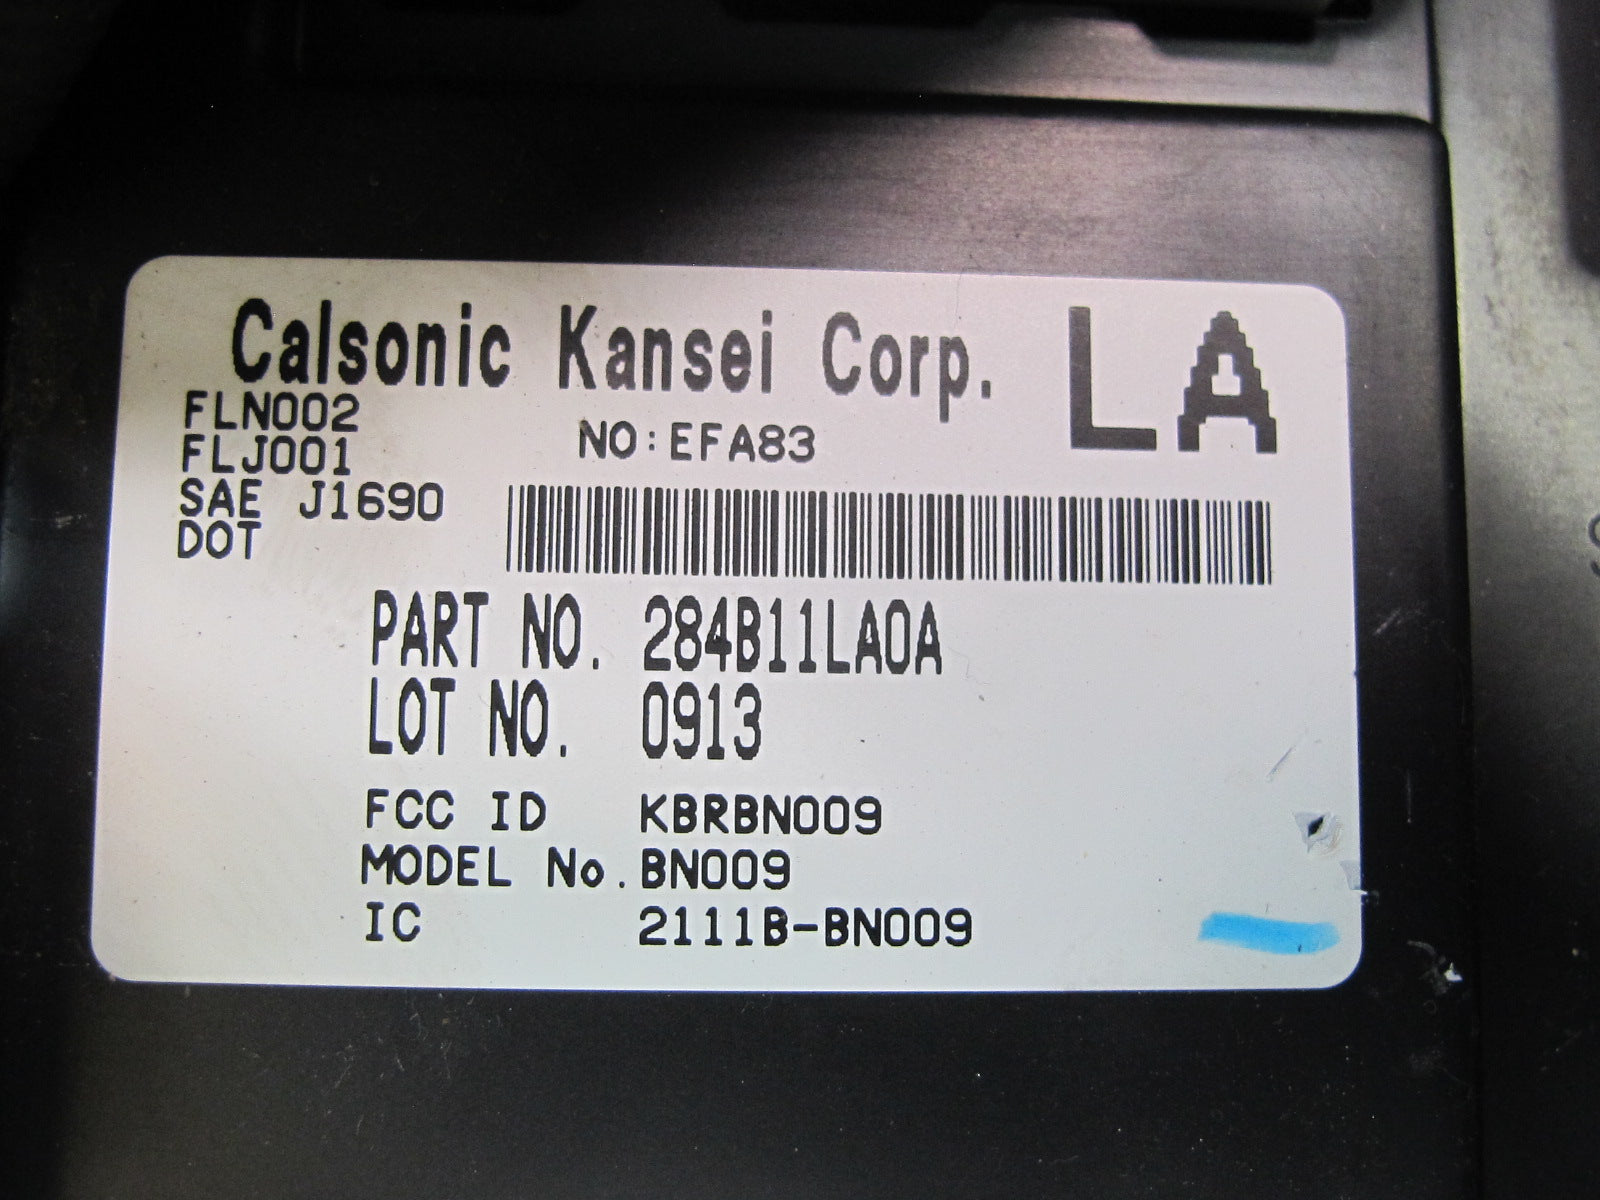 Calsonic Kansei Corp. LA
FLN002
FLJ001 NO:EFA83
SAE J1690
DOT
PART NO. 284B11LA0A
LOT NO. 0913
FCC ID KBRBN009
MODEL No. BN009
IC 2111B-BN009